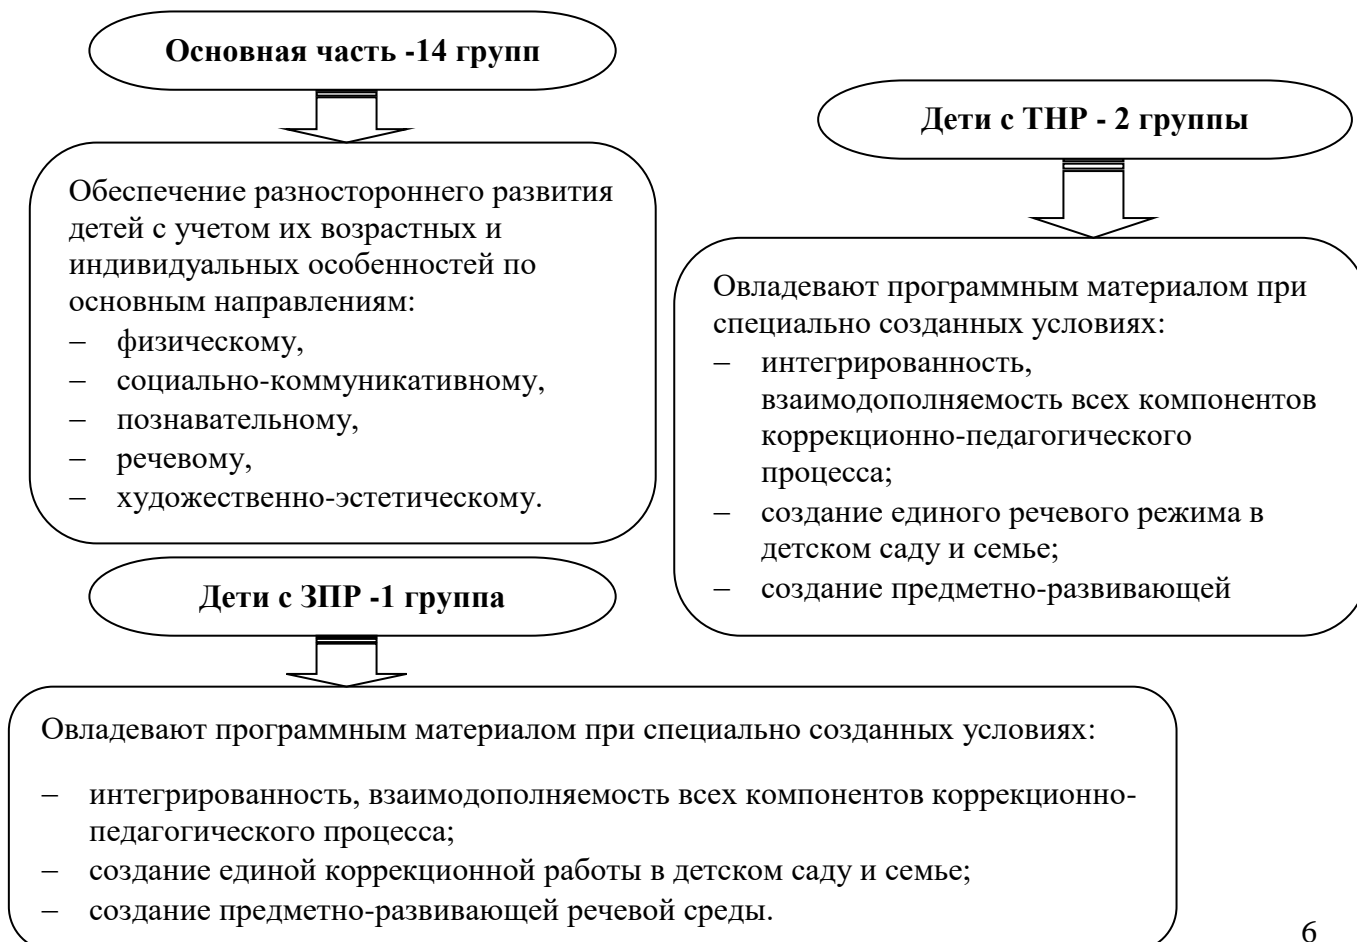 Основная часть -14 групп
Обеспечение разностороннего развития
детей с учетом их возрастных и
индивидуальных особенностей по
основным направлениям:
− физическому,
− социально-коммуникативному,
− познавательному,
− речевому,
− художественно-эстетическому.
Дети с ТНР - 2 группы
Овладевают программным материалом при
специально созданных условиях:
− интегрированность,
взаимодополняемость всех компонентов
коррекционно-педагогического
процесса;
− создание единого речевого режима в
детском саду и семье;
− создание предметно-развивающей
Дети с ЗПР -1 группа
Овладевают программным материалом при специально созданных условиях:
− интегрированность, взаимодополняемость всех компонентов коррекционно-
педагогического процесса;
− создание единой коррекционной работы в детском саду и семье;
− создание предметно-развивающей речевой среды.
6